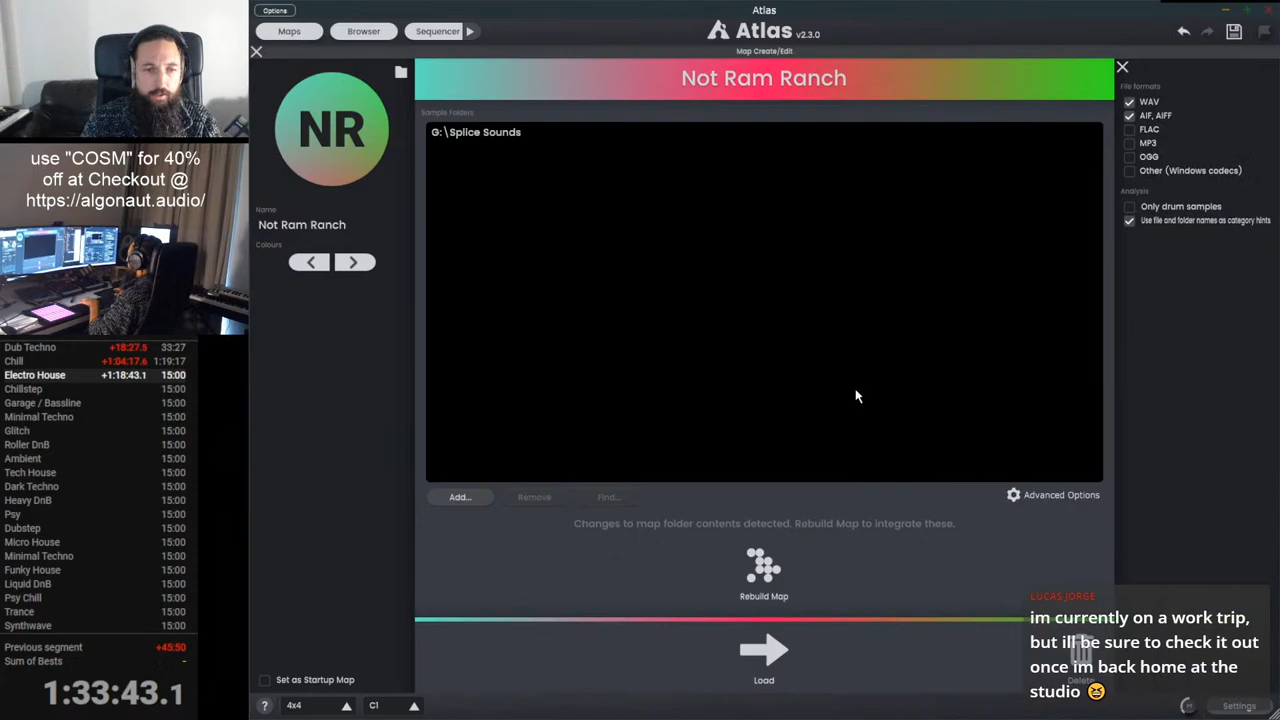 Options
Atlas
Maps
Browser
Sequencer
Atlas v2.3.0
Map Create/Edit
NR
Not Ram Ranch
Sample Folders
G:\Splice Sounds
File formats
WAV
AIF, AIFF
FLAC
MP3
OGG
Other (Windows codecs)
Analysis
Only drum samples
Use file and folder names as category hints
use "COSM" for 40%
off at Checkout @
https://algonaut.audio/
Name
Not Ram Ranch
Colours
Dub Techno +18:27.5 33:27
Chill +1:04:17.6 1:19:17
Electro House +1:18:43.1 15:00
Chillstep 15:00
Garage / Bassline 15:00
Minimal Techno 15:00
Glitch 15:00
Roller DnB 15:00
Ambient 15:00
Tech House 15:00
Dark Techno 15:00
Heavy DnB 15:00
Psy 15:00
Dubstep 15:00
Micro House 15:00
Minimal Techno 15:00
Funky House 15:00
Liquid DnB 15:00
Psy Chill 15:00
Trance 15:00
Synthwave 15:00
Previous segment +45:50
Sum of Bests -
1:33:43.1
Add...
Remove
Find...
Advanced Options
Changes to map folder contents detected. Rebuild Map to integrate these.
Rebuild Map
Load
Delete
LUCAS JORGE
im currently on a work trip,
but ill be sure to check it out
once im back home at the
studio 😆
Set as Startup Map
? 4x4 C1
Settings